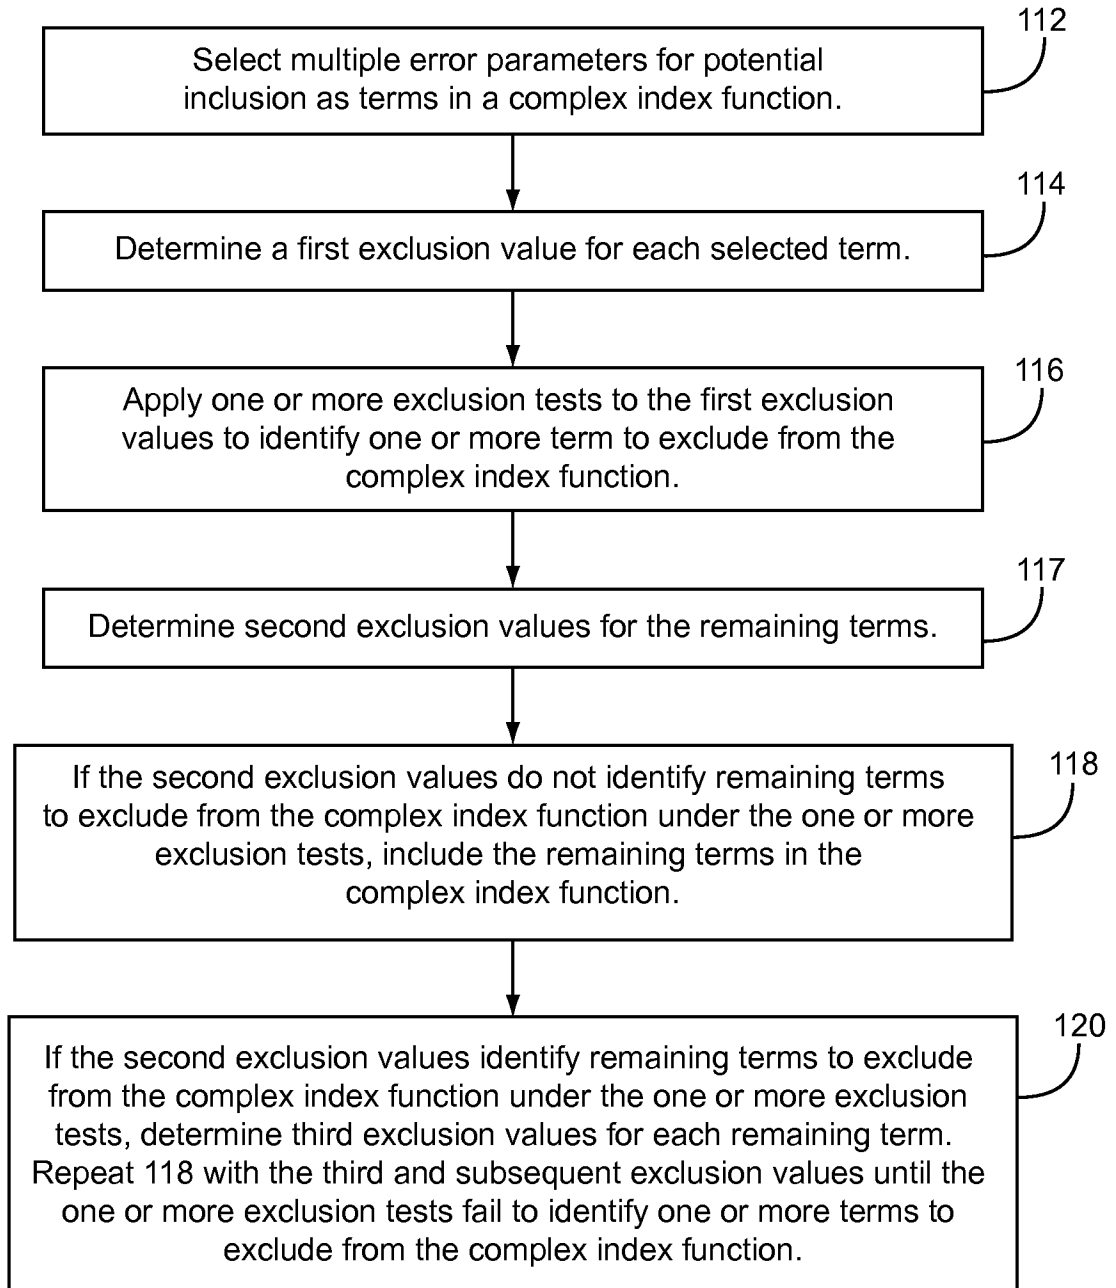 112
Select multiple error parameters for potential
inclusion as terms in a complex index function.
114
Determine a first exclusion value for each selected term.
116
Apply one or more exclusion tests to the first exclusion
values to identify one or more term to exclude from the
complex index function.
117
Determine second exclusion values for the remaining terms.
118
If the second exclusion values do not identify remaining terms
to exclude from the complex index function under the one or more
exclusion tests, include the remaining terms in the
complex index function.
120
If the second exclusion values identify remaining terms to exclude
from the complex index function under the one or more exclusion
tests, determine third exclusion values for each remaining term.
Repeat 118 with the third and subsequent exclusion values until the
one or more exclusion tests fail to identify one or more terms to
exclude from the complex index function.